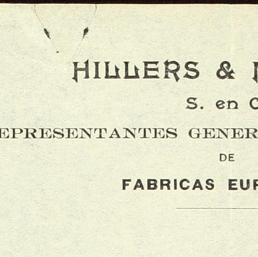 HILLERS &
S. en C
EPRESENTANTES GENER
DE
FABRICAS EUR